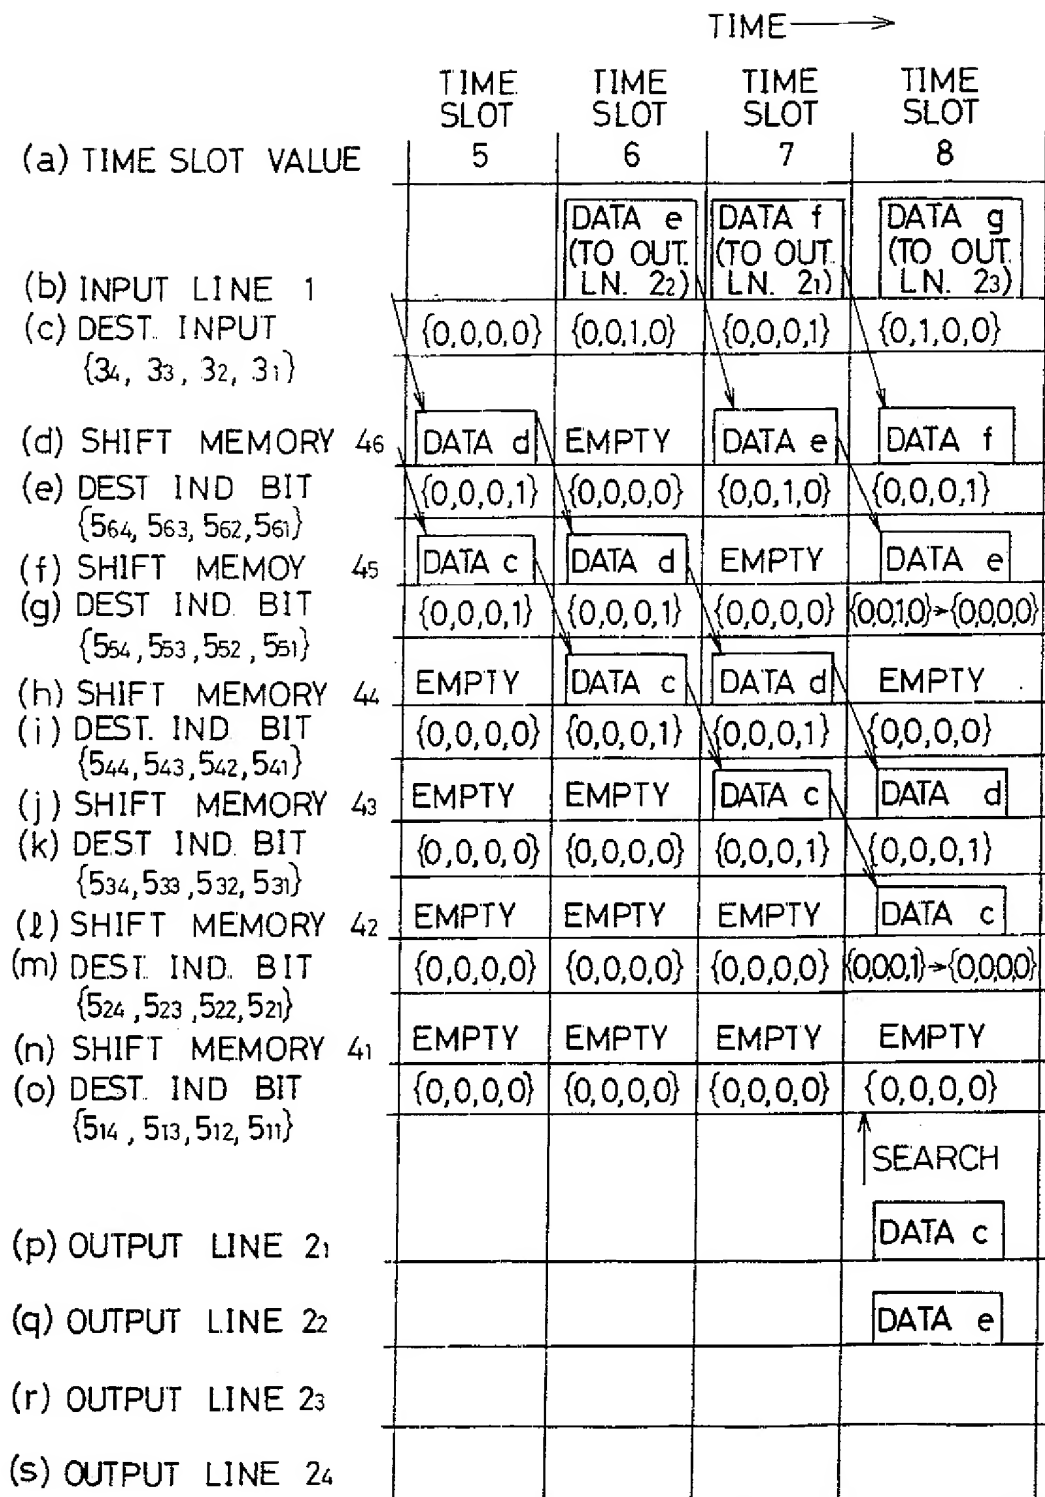 TIME
TIME SLOT TIME SLOT TIME SLOT TIME SLOT
(a) TIME SLOT VALUE 5 6 7 8
DATA e (TO OUT. LN. 2₂) DATA f (TO OUT. LN. 2₁) DATA g (TO OUT. LN. 2₃)
(b) INPUT LINE 1
(c) DEST. INPUT {0,0,0,0} {0,0,1,0} {0,0,0,1} {0,1,0,0}
{3₄, 3₃, 3₂, 3₁}
(d) SHIFT MEMORY 4₆ DATA d EMPTY DATA e DATA f
(e) DEST IND BIT {0,0,0,1} {0,0,0,0} {0,0,1,0} {0,0,0,1}
{5₆₄, 5₆₃, 5₆₂, 5₆₁}
(f) SHIFT MEMOY 4₅ DATA c DATA d EMPTY DATA e
(g) DEST IND. BIT {0,0,0,1} {0,0,0,1} {0,0,0,0} {0,0,1,0}→{0,0,0,0}
{5₅₄, 5₅₃, 5₅₂, 5₅₁}
(h) SHIFT MEMORY 4₄ EMPTY DATA c DATA d EMPTY
(i) DEST. IND BIT {0,0,0,0} {0,0,0,1} {0,0,0,1} {0,0,0,0}
{5₄₄, 5₄₃, 5₄₂, 5₄₁}
(j) SHIFT MEMORY 4₃ EMPTY EMPTY DATA c DATA d
(k) DEST IND. BIT {0,0,0,0} {0,0,0,0} {0,0,0,1} {0,0,0,1}
{5₃₄, 5₃₃, 5₃₂, 5₃₁}
(ℓ) SHIFT MEMORY 4₂ EMPTY EMPTY EMPTY DATA c
(m) DEST. IND. BIT {0,0,0,0} {0,0,0,0} {0,0,0,0} {0,0,0,1}→{0,0,0,0}
{5₂₄, 5₂₃, 5₂₂, 5₂₁}
(n) SHIFT MEMORY 4₁ EMPTY EMPTY EMPTY EMPTY
(o) DEST. IND BIT {0,0,0,0} {0,0,0,0} {0,0,0,0} {0,0,0,0}
{5₁₄, 5₁₃, 5₁₂, 5₁₁}
SEARCH
(p) OUTPUT LINE 2₁ DATA c
(q) OUTPUT LINE 2₂ DATA e
(r) OUTPUT LINE 2₃
(s) OUTPUT LINE 2₄